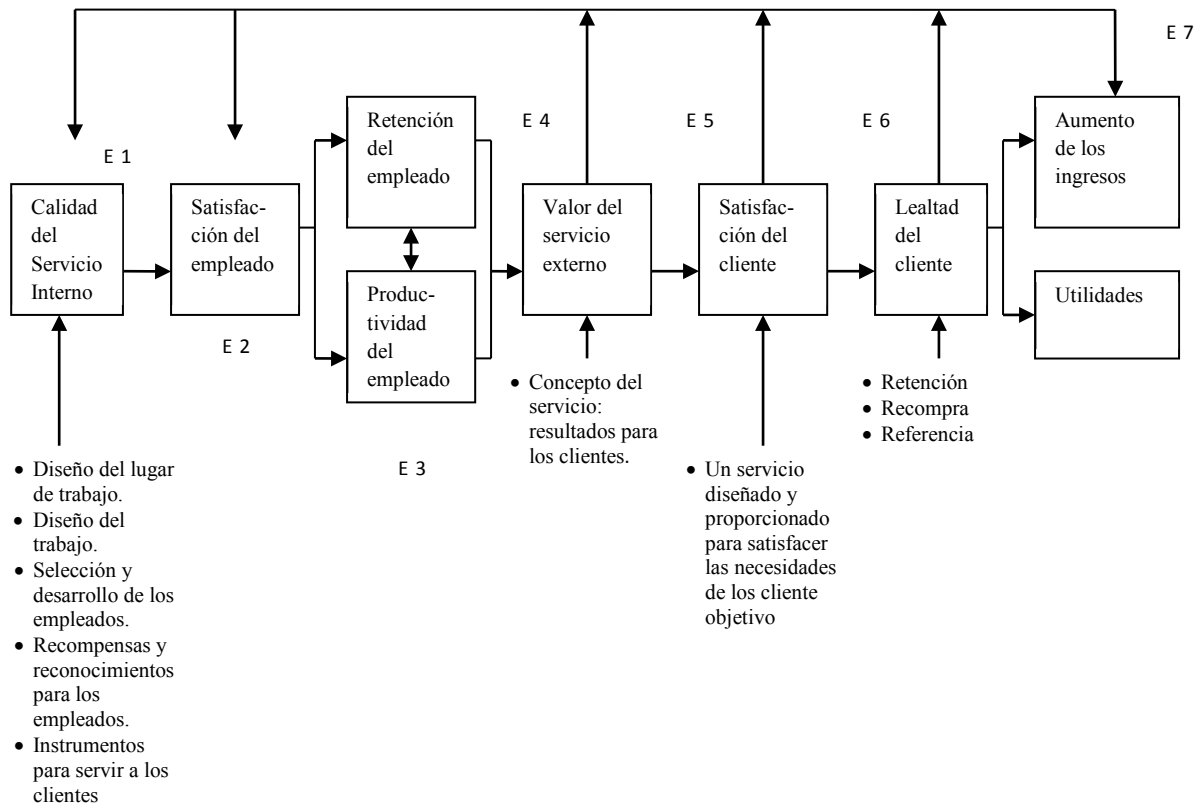 E 7
E 1
Calidad
del
Servicio
Interno
Satisfac-
ción del
empleado
E 2
Retención
del
empleado
Produc-
tividad
del
empleado
E 3
E 4
Valor del
servicio
externo
E 5
Satisfac-
ción del
cliente
E 6
Lealtad
del
cliente
Aumento
de los
ingresos
Utilidades
• Diseño del lugar
de trabajo.
• Diseño del
trabajo.
• Selección y
desarrollo de los
empleados.
• Recompensas y
reconocimientos
para los
empleados.
• Instrumentos
para servir a los
clientes
• Concepto del
servicio:
resultados para
los clientes.
• Un servicio
diseñado y
proporcionado
para satisfacer
las necesidades
de los cliente
objetivo
• Retención
• Recompra
• Referencia